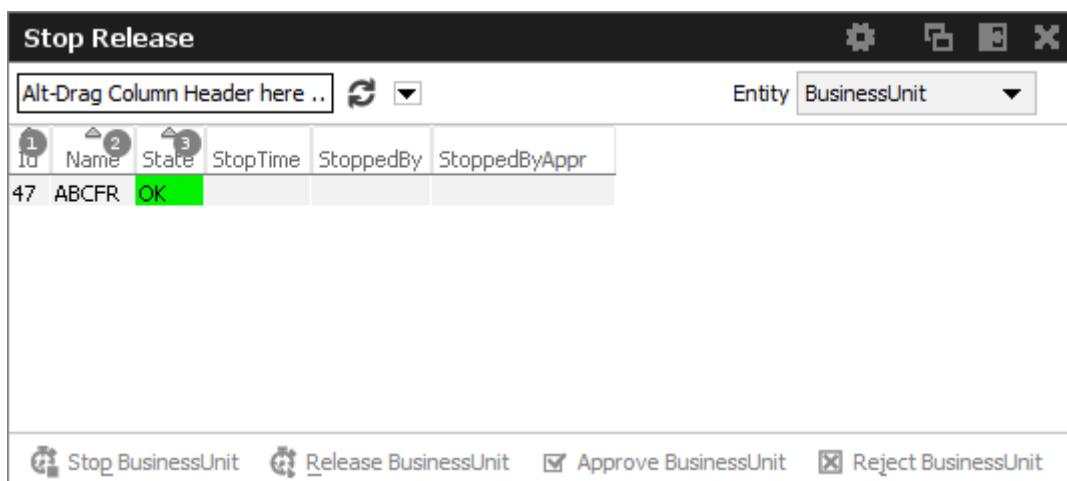 Stop Release
Alt-Drag Column Header here .. Entity BusinessUnit
1 2 3
Id Name State StopTime StoppedBy StoppedByAppr
47 ABCFR OK
Stop BusinessUnit Release BusinessUnit Approve BusinessUnit Reject BusinessUnit